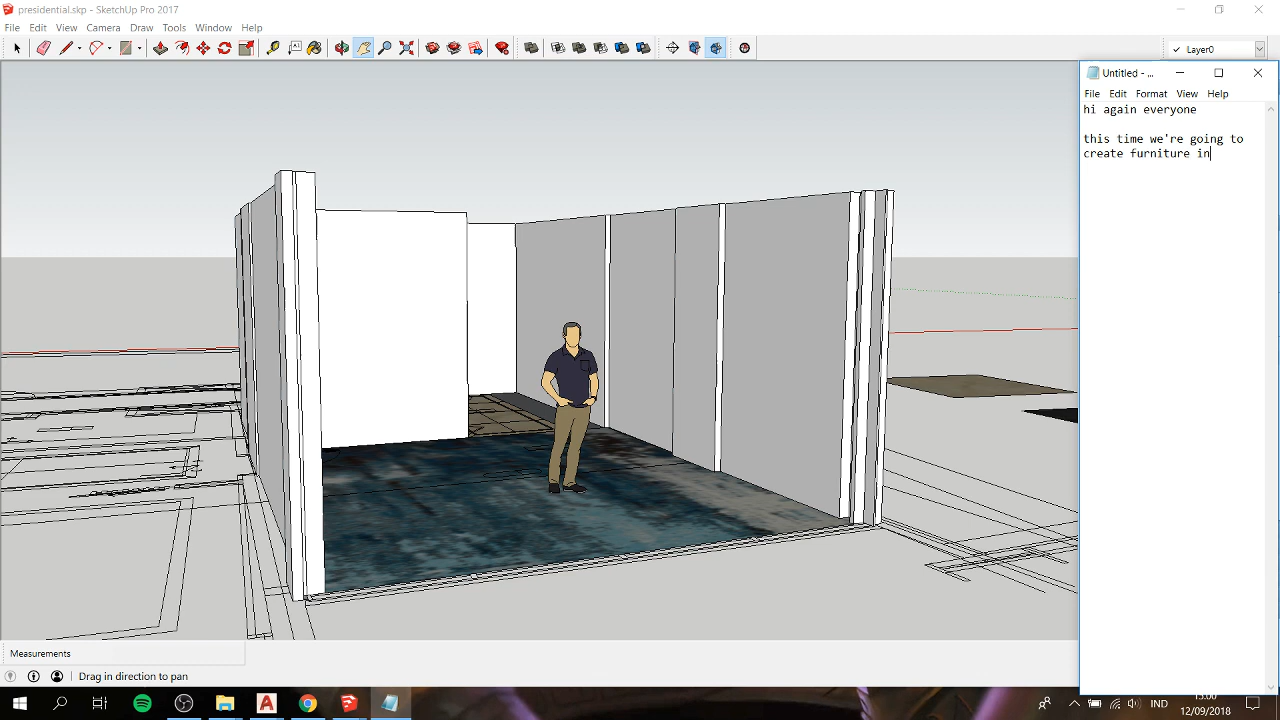 presidential.skp - SketchUp Pro 2017
File Edit View Camera Draw Tools Window Help
Layer0
Untitled - ...
File Edit Format View Help
hi again everyone
this time we're going to
create furniture in
Measurements
Drag in direction to pan
IND
12/09/2018